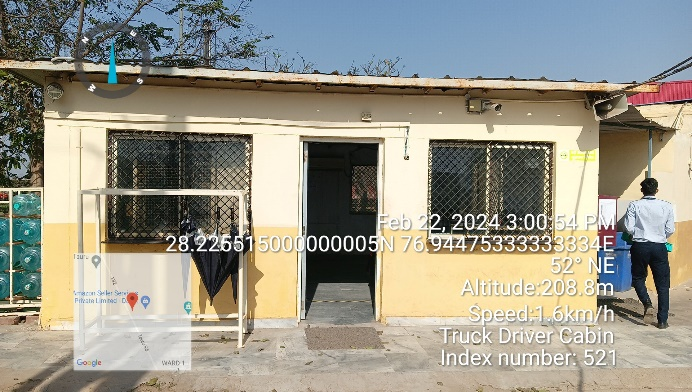 Feb 22, 2024 3:00:54 PM
28.226515000000005N 76.94475333333334E
52° NE
Altitude:208.8m
Speed:1.6km/h
Truck Driver Cabin
Index number: 521
Amazon Seller Services
Private Limited - D
WARD 1
Google